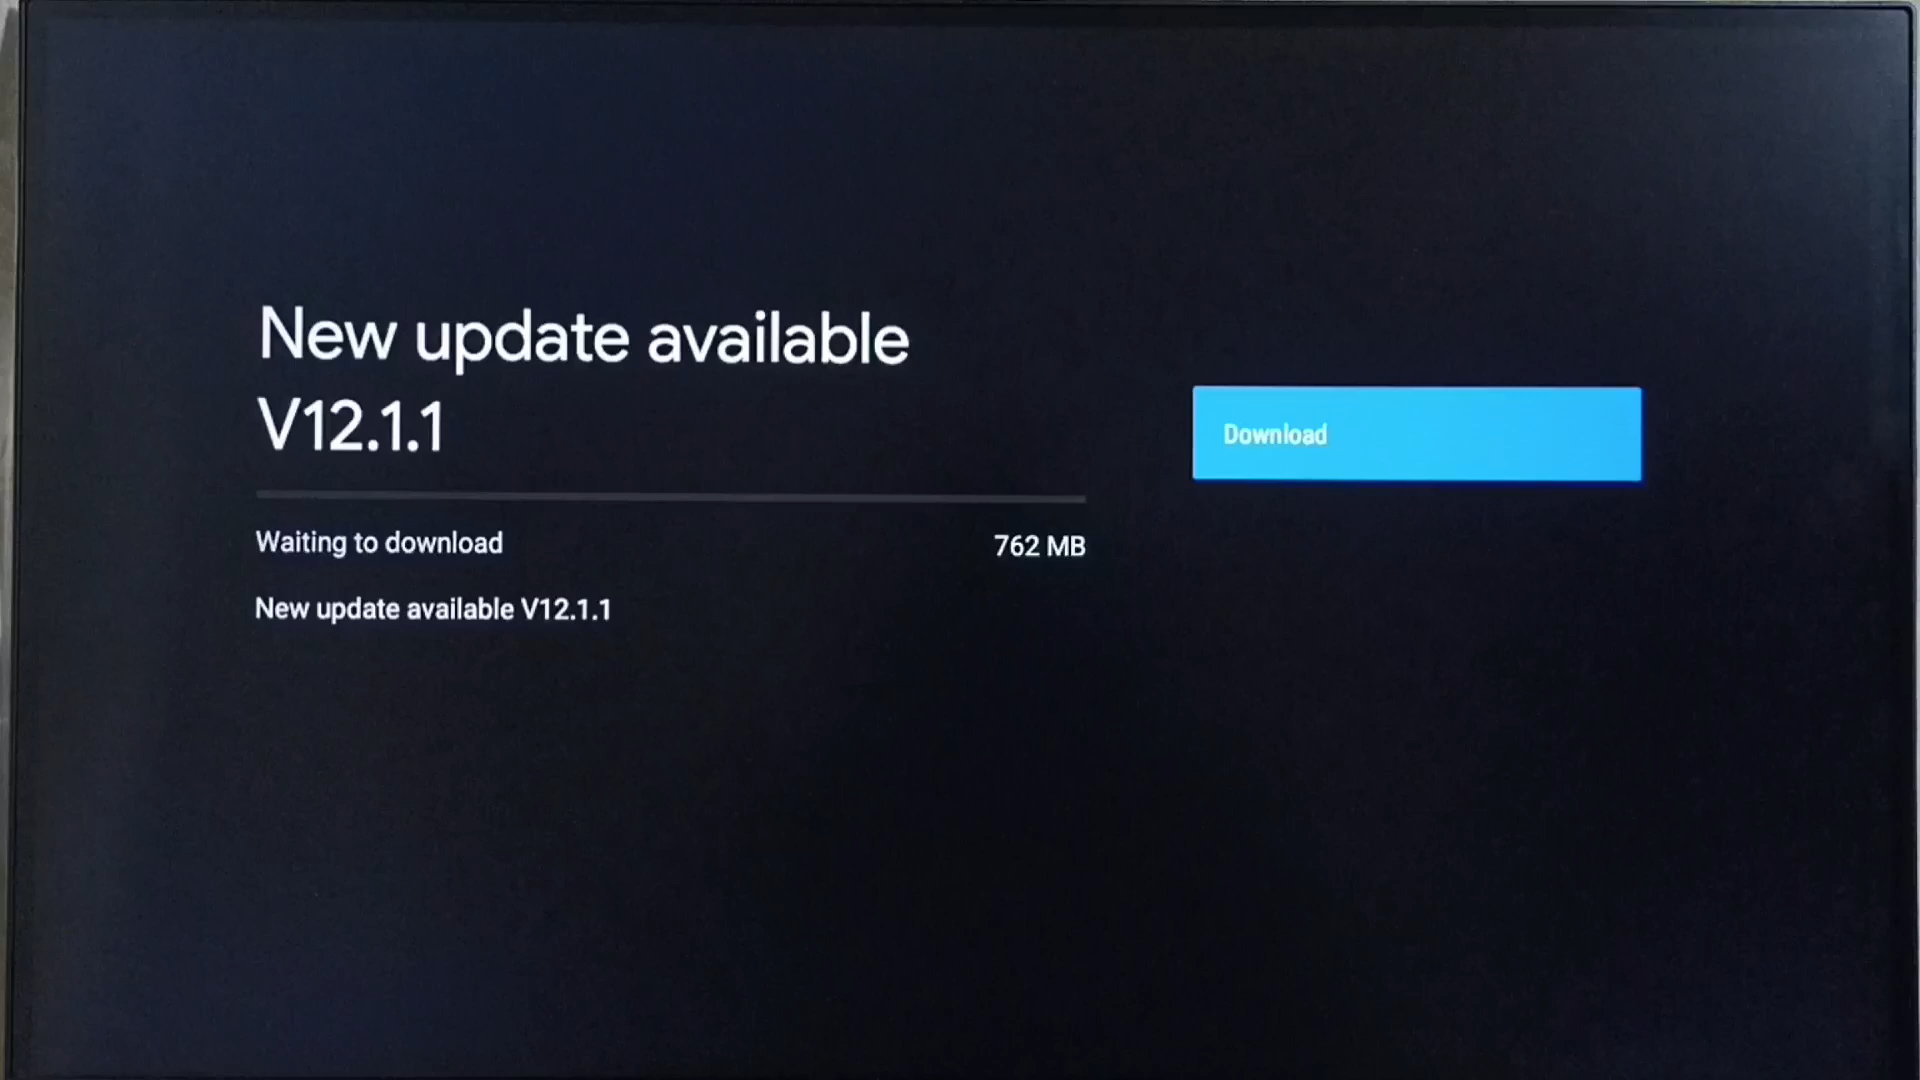 New update available
V12.1.1
Download
Waiting to download 762 MB
New update available V12.1.1